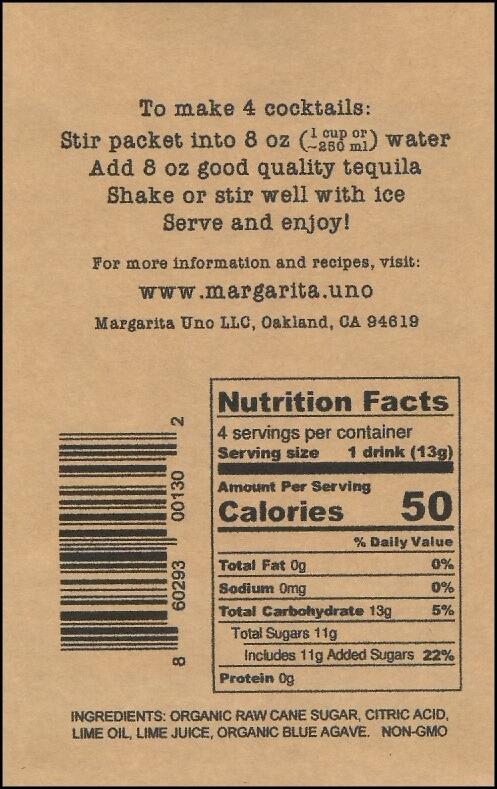 To make 4 cocktails:
Stir packet into 8 oz (1 cup or ~250 ml) water
Add 8 oz good quality tequila
Shake or stir well with ice
Serve and enjoy!
For more information and recipes, visit:
www.margarita.uno
Margarita Uno LLC, Oakland, CA 94619
Nutrition Facts
4 servings per container
Serving size 1 drink (13g)
Amount Per Serving
Calories 50
% Daily Value
Total Fat 0g 0%
Sodium 0mg 0%
Total Carbohydrate 13g 5%
Total Sugars 11g
Includes 11g Added Sugars 22%
Protein 0g
8 60293 00130 2
INGREDIENTS: ORGANIC RAW CANE SUGAR, CITRIC ACID,
LIME OIL, LIME JUICE, ORGANIC BLUE AGAVE. NON-GMO